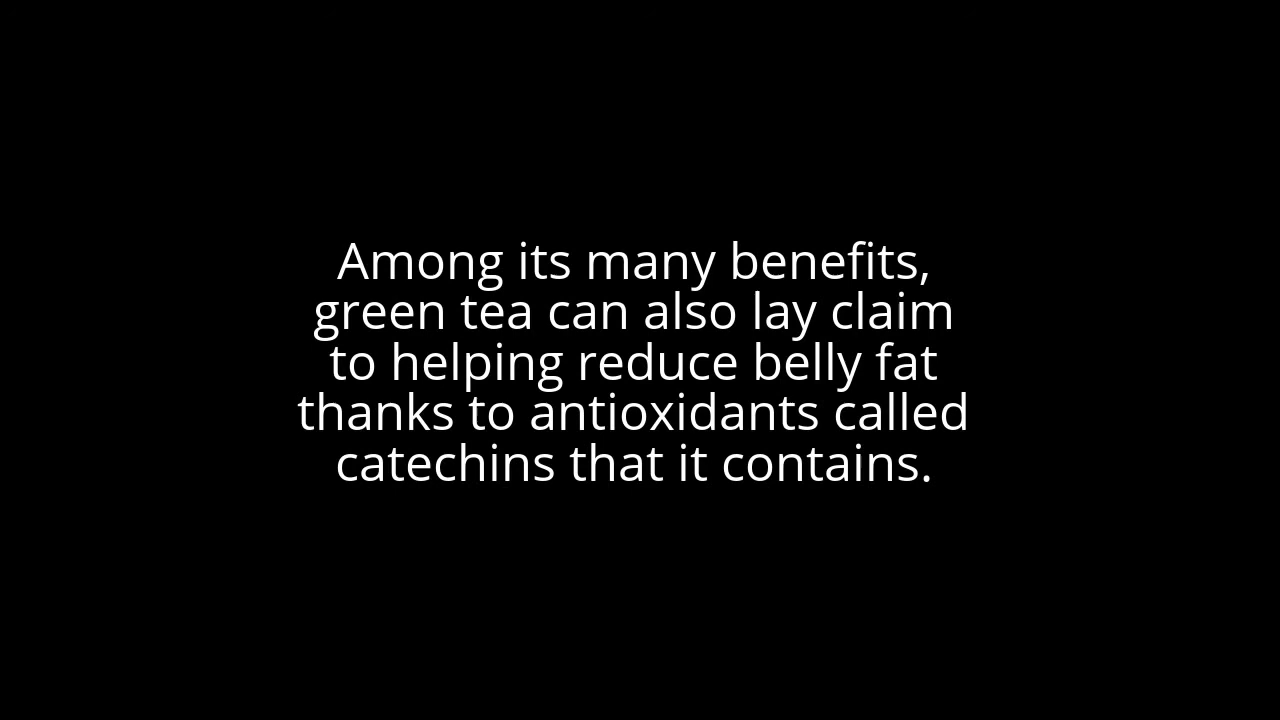 Among its many benefits,
green tea can also lay claim
to helping reduce belly fat
thanks to antioxidants called
catechins that it contains.